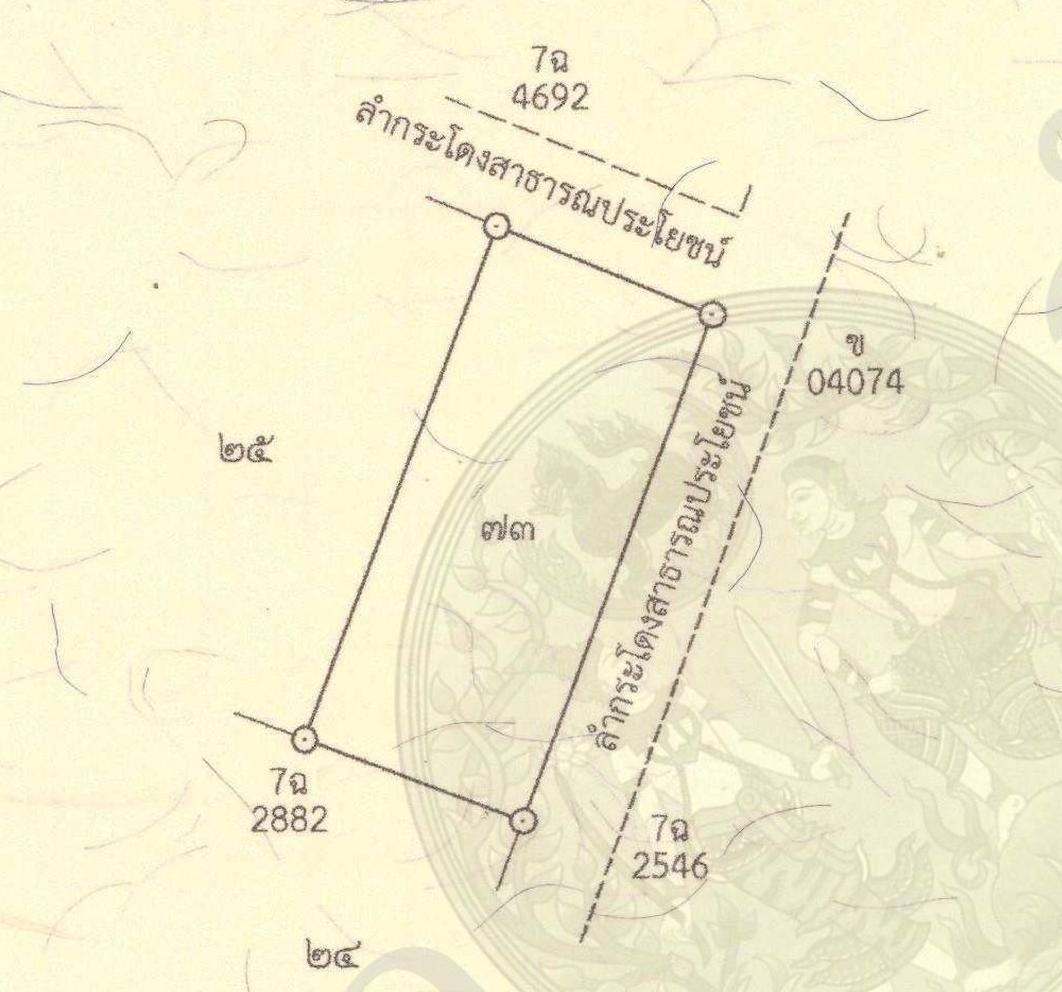 7ฉ
4692
ลำกระโดงสาธารณประโยชน์
ข
04074
ลำกระโดงสาธารณประโยชน์
๒๕
๗๓
7ฉ
2882
7ฉ
2546
๒๔